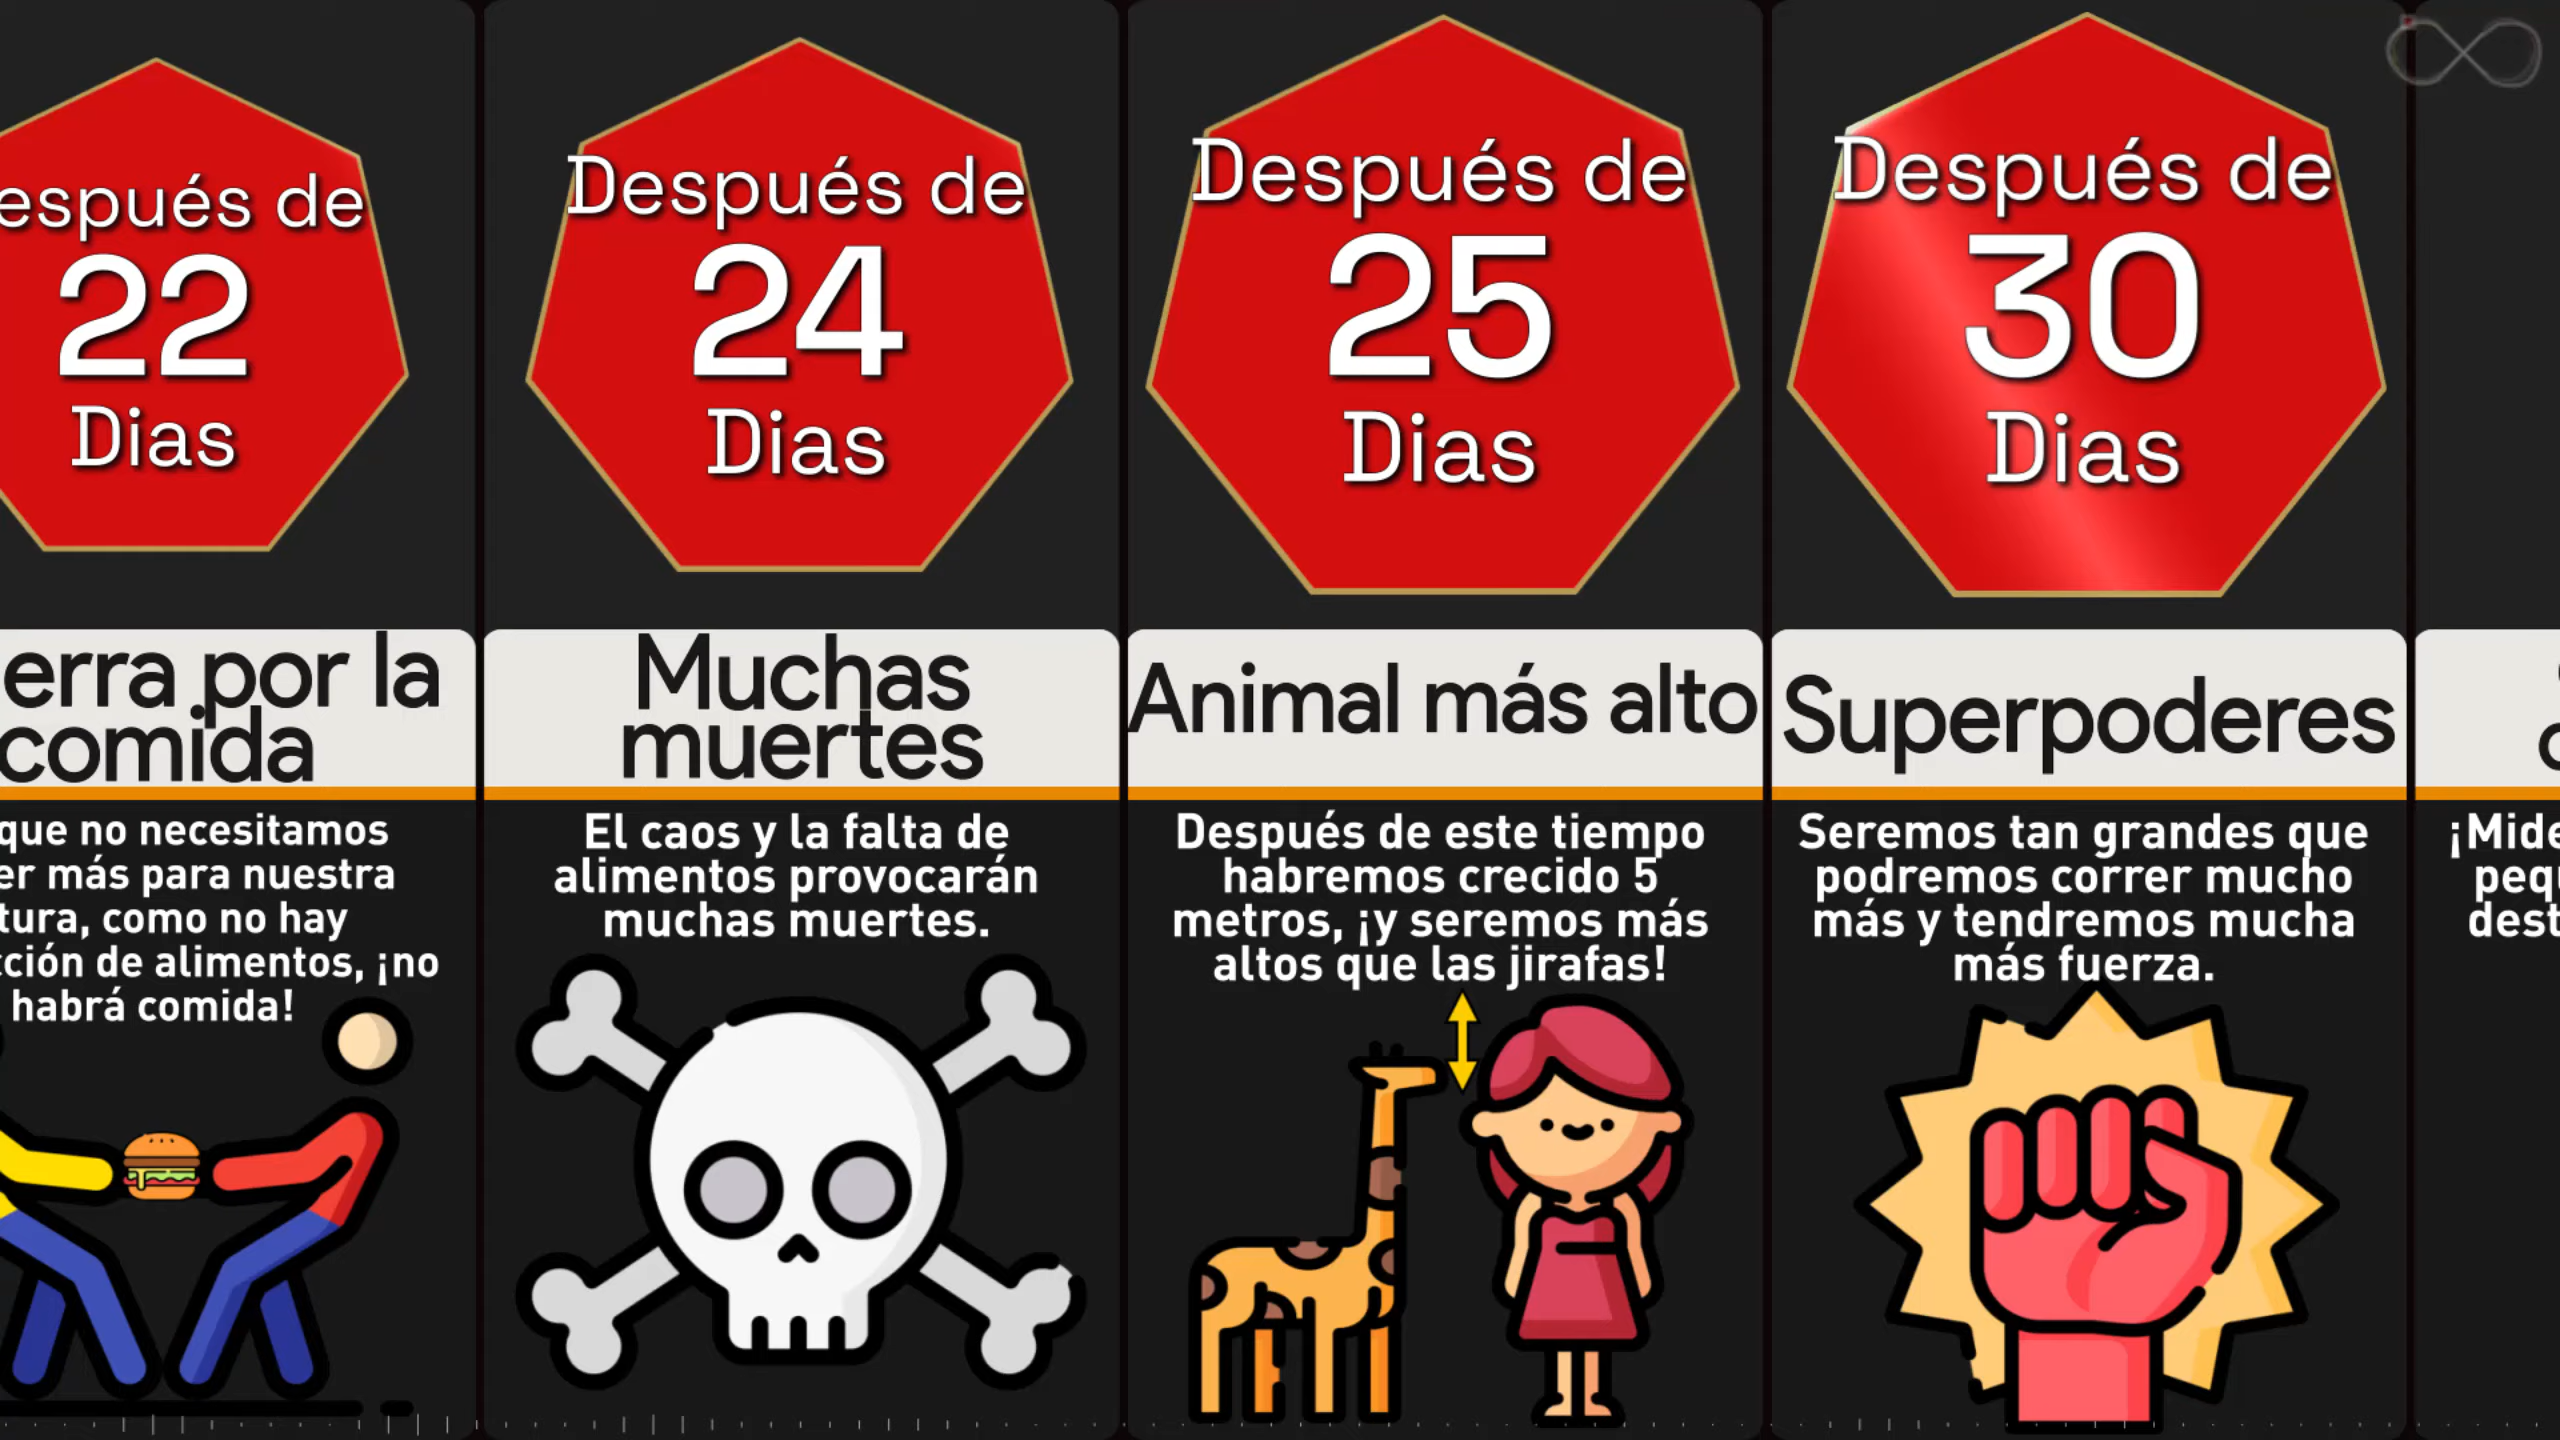 espués de
22
Dias
erra por la
comida
que no necesitamos
er más para nuestra
tura, como no hay
cción de alimentos, ¡no
habrá comida!
Después de
24
Dias
Muchas
muertes
El caos y la falta de
alimentos provocarán
muchas muertes.
Después de
25
Dias
Animal más alto
Después de este tiempo
habremos crecido 5
metros, ¡y seremos más
altos que las jirafas!
Después de
30
Dias
Superpoderes
Seremos tan grandes que
podremos correr mucho
más y tendremos mucha
más fuerza.
¡Mide
pequ
dest